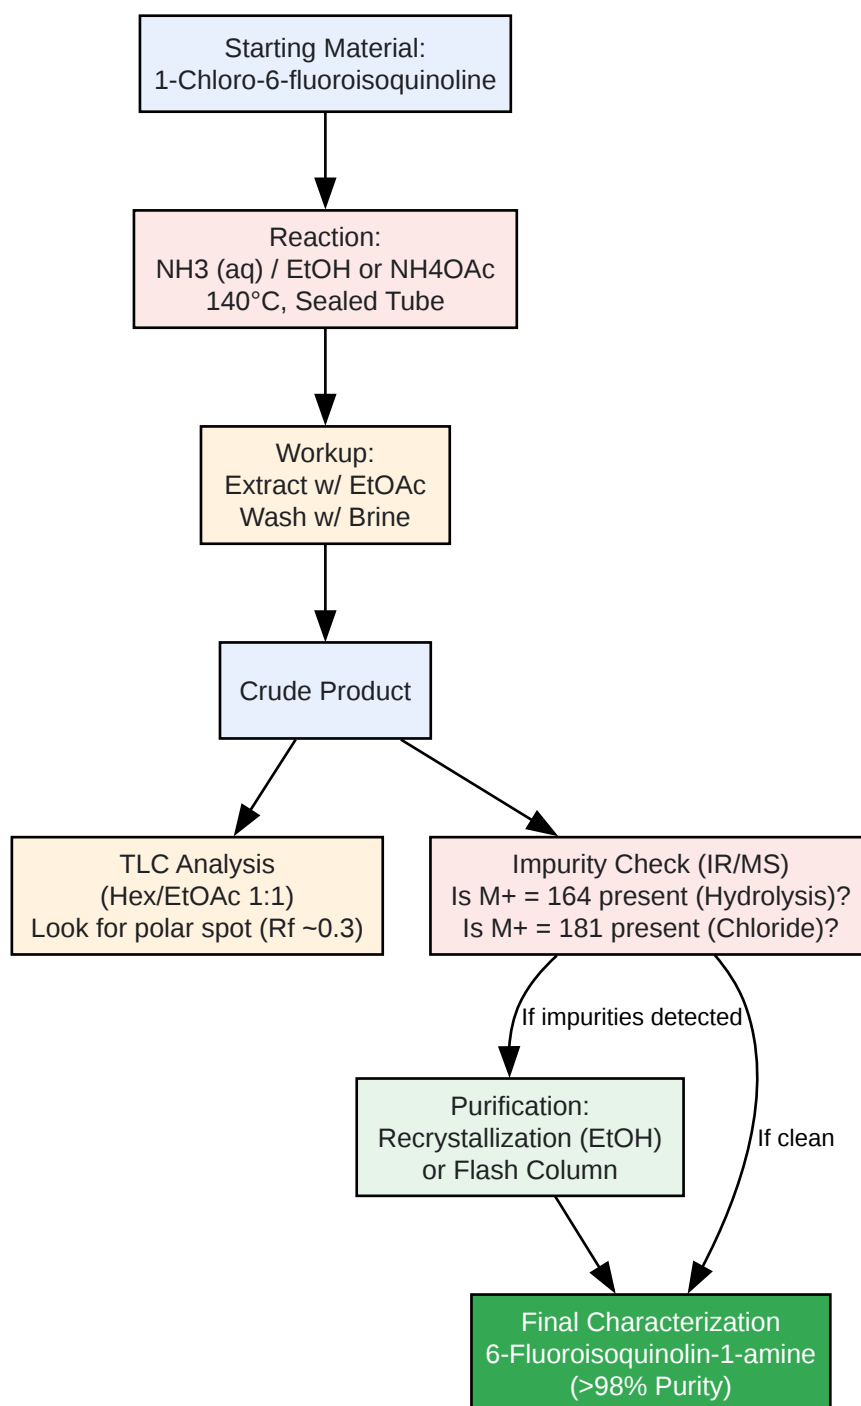 Starting Material:
1-Chloro-6-fluoroisoquinoline
Reaction:
NH3 (aq) / EtOH or NH4OAc
140°C, Sealed Tube
Workup:
Extract w/ EtOAc
Wash w/ Brine
Crude Product
TLC Analysis
(Hex/EtOAc 1:1)
Look for polar spot (Rf ~0.3)
Impurity Check (IR/MS)
Is M+ = 164 present (Hydrolysis)?
Is M+ = 181 present (Chloride)?
If impurities detected
Purification:
Recrystallization (EtOH)
or Flash Column
If clean
Final Characterization
6-Fluoroisoquinolin-1-amine
(>98% Purity)